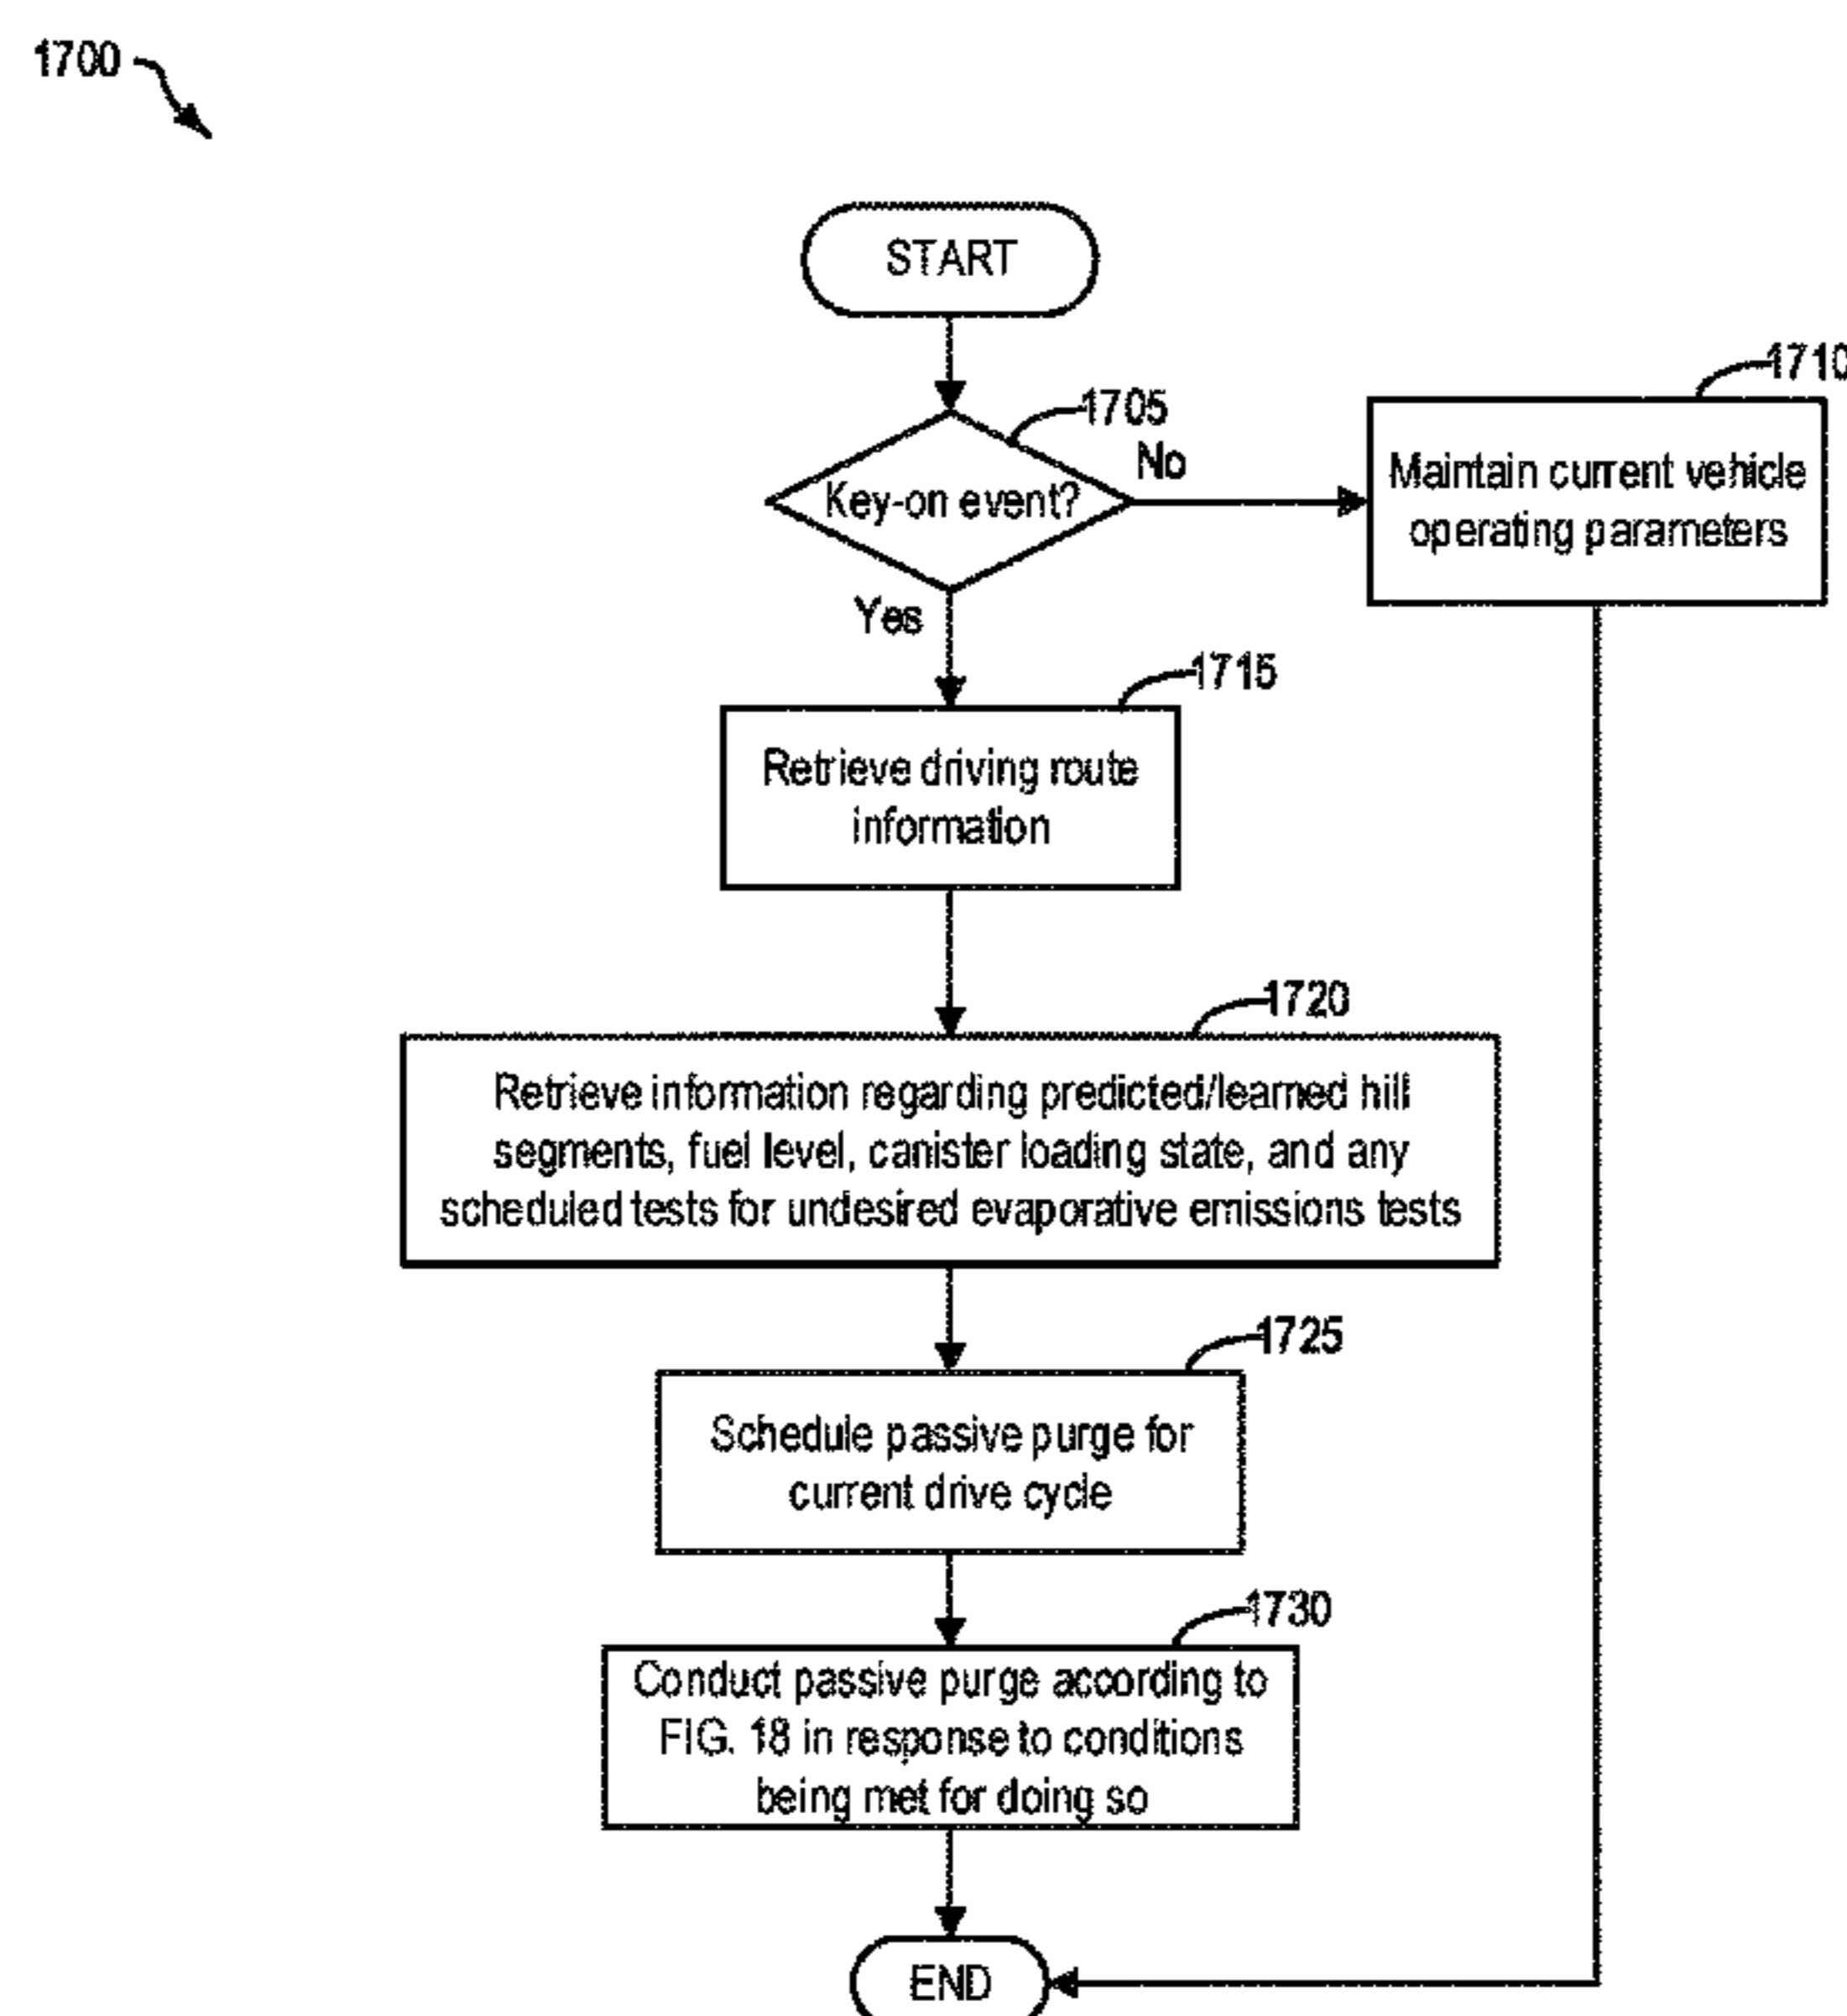 1700
START
1705
Key-on event?
No
1710
Maintain current vehicle
operating parameters
Yes
1715
Retrieve driving route
information
1720
Retrieve information regarding predicted/learned hill
segments, fuel level, canister loading state, and any
scheduled tests for undesired evaporative emissions tests
1725
Schedule passive purge for
current drive cycle
1730
Conduct passive purge according to
FIG. 18 in response to conditions
being met for doing so
END